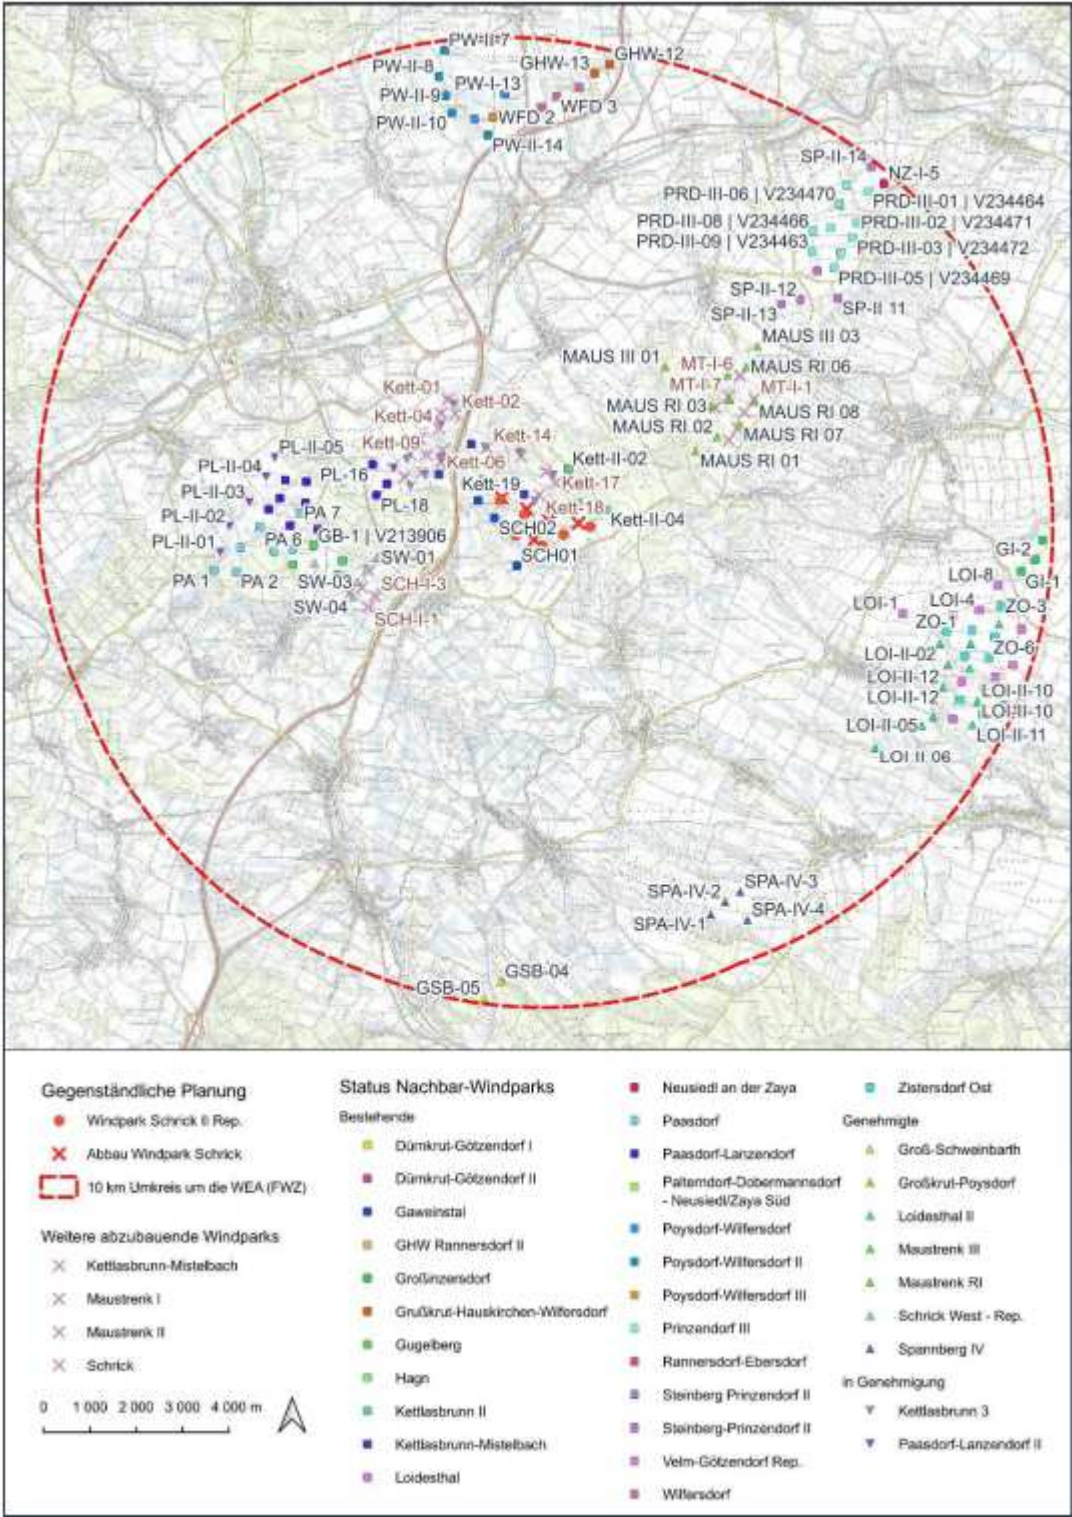 PW-II-7
GHW-12
PW-II-8
GHW-13
PW-I-13
PW-II-9
WFD 3
PW-II-10
WFD 2
PW-II-14
SP-II-14
NZ-I-5
PRD-III-06 | V234470
PRD-III-01 | V234464
PRD-III-08 | V234466
PRD-III-02 | V234471
PRD-III-09 | V234463
PRD-III-03 | V234472
PRD-III-05 | V234469
SP-II-12
SP-II-13
SP-II 11
MAUS III 03
MAUS III 01
MT-I-6
MAUS RI 06
MT-I-7
MT-I-1
MAUS RI 03
MAUS RI 08
MAUS RI 02
MAUS RI 07
MAUS RI 01
Kett-01
Kett-02
Kett-04
Kett-09
Kett-14
Kett-06
Kett-II-02
PL-II-05
PL-II-04
PL-16
Kett-19
Kett-17
PL-II-03
PL-18
Kett-18
PA 7
Kett-II-04
PL-II-02
SCH02
PA 6
GB-1 | V213906
PL-II-01
SW-01
SCH01
PA 1
PA 2
SW-03
SCH-I-3
SW-04
SCH-I-1
GI-2
LOI-8
GI-1
LOI-1
LOI-4
ZO-3
ZO-1
ZO-6
LOI-II-02
LOI-II-12
LOI-II-12
LOI-II-10
LOI-II-10
LOI-II-05
LOI-II-11
LOI II 06
SPA-IV-2
SPA-IV-3
SPA-IV-1
SPA-IV-4
GSB-04
GSB-05
Gegenständliche Planung
Windpark Schrick II Rep.
Abbau Windpark Schrick
10 km Umkreis um die WEA (FWZ)
Weitere abzubauende Windparks
Kettlasbrunn-Mistelbach
Maustrenk I
Maustrenk II
Schrick
0 1 000 2 000 3 000 4 000 m
Status Nachbar-Windparks
Bestehende
Dürnkrut-Götzendorf I
Dürnkrut-Götzendorf II
Gaweinstal
GHW Rannersdorf II
Großinzersdorf
Grußkrut-Hauskirchen-Wilfersdorf
Gugelberg
Hagn
Kettlasbrunn II
Kettlasbrunn-Mistelbach
Loidesthal
Neusiedl an der Zaya
Paasdorf
Paasdorf-Lanzendorf
Palterndorf-Dobermannsdorf
- Neusiedl/Zaya Süd
Poysdorf-Wilfersdorf
Poysdorf-Wilfersdorf II
Poysdorf-Wilfersdorf III
Prinzendorf III
Rannersdorf-Ebersdorf
Steinberg Prinzendorf II
Steinberg-Prinzendorf II
Velm-Götzendorf Rep.
Wilfersdorf
Zistersdorf Ost
Genehmigte
Groß-Schweinbarth
Großkrut-Poysdorf
Loidesthal II
Maustrenk III
Maustrenk RI
Schrick West - Rep.
Spannberg IV
in Genehmigung
Kettlasbrunn 3
Paasdorf-Lanzendorf II